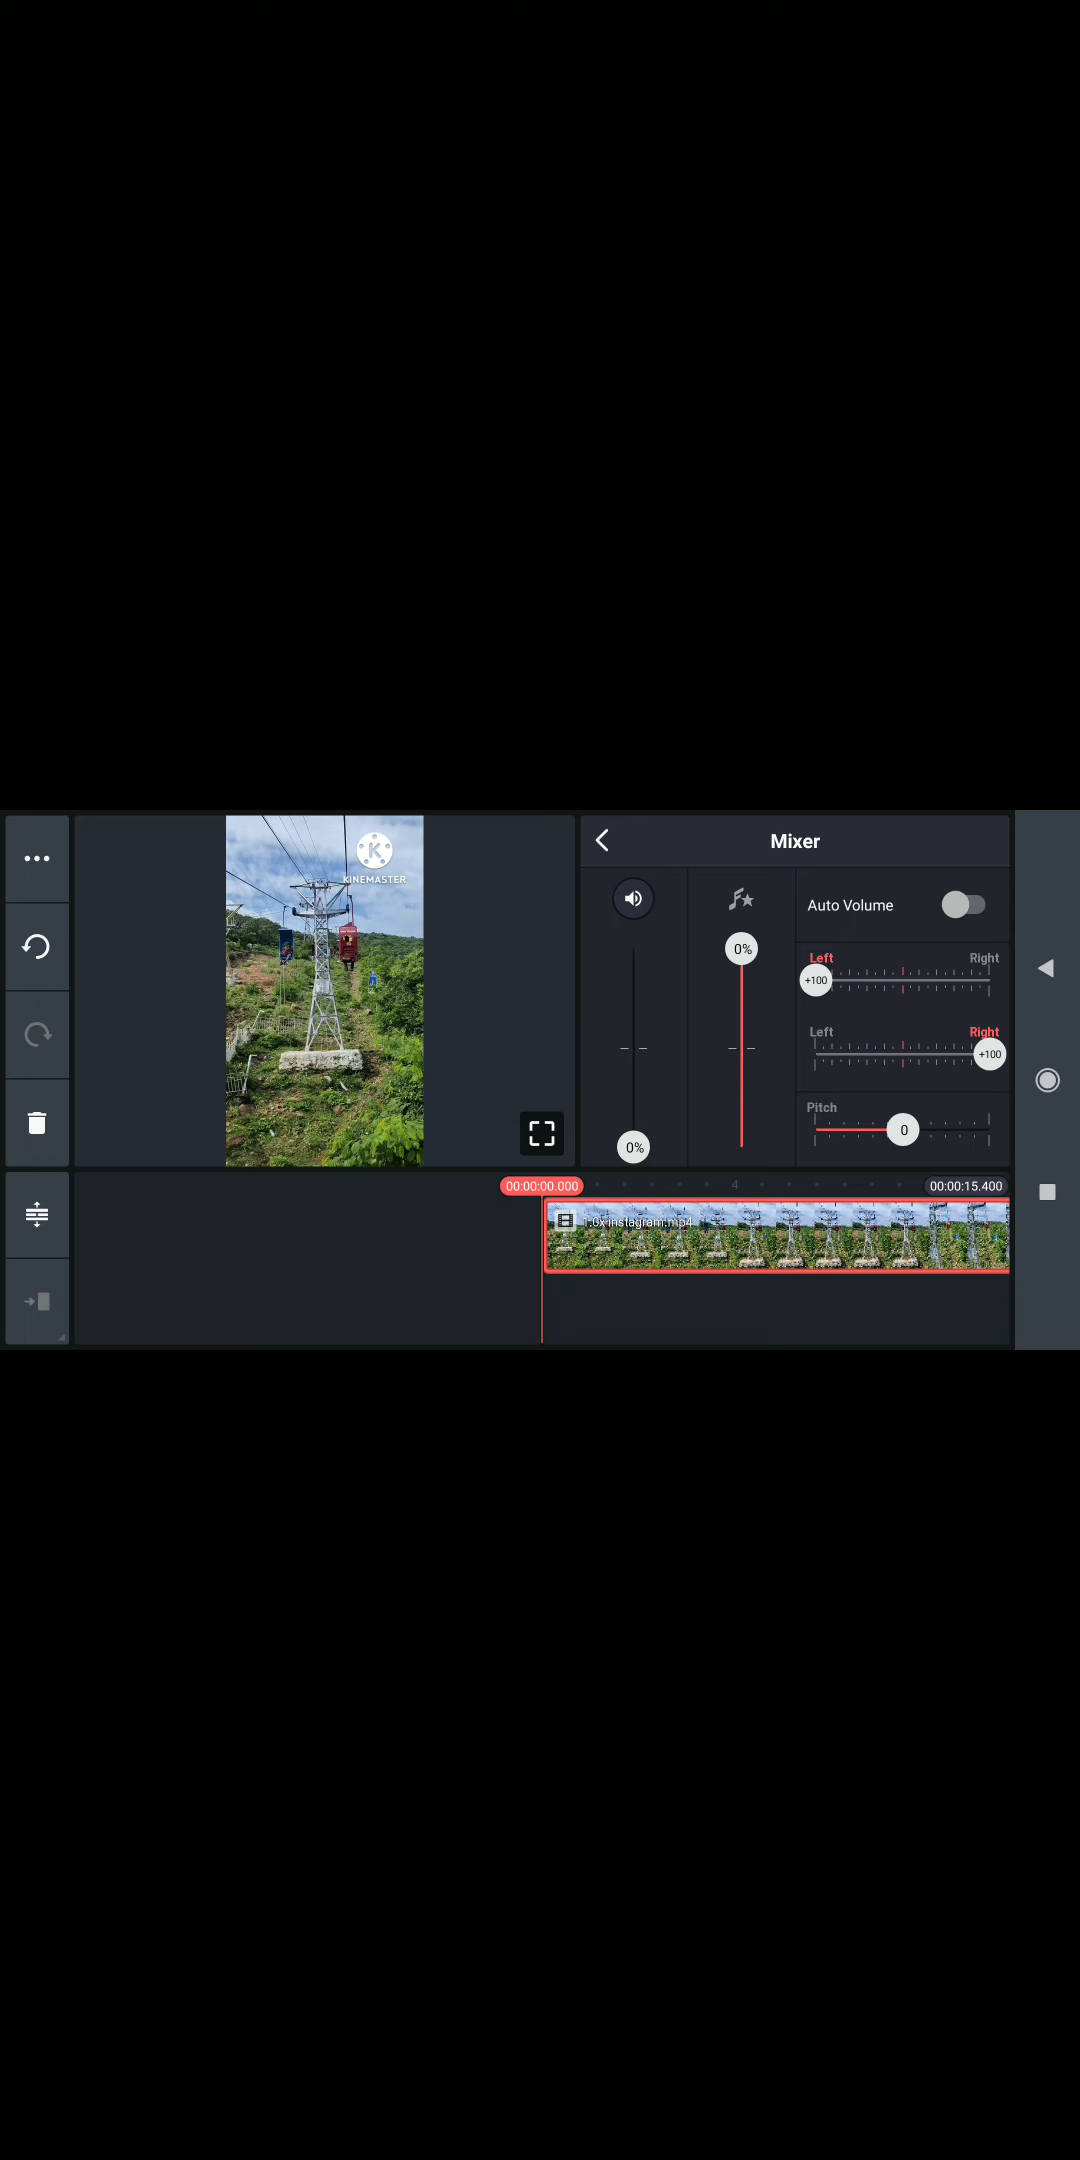 Mixer
KINEMASTER
Auto Volume
0%
Left
Right
+100
Left
Right
+100
Pitch
0
0%
00:00:00.000
4
00:00:15.400
1.0x instagram.mp4